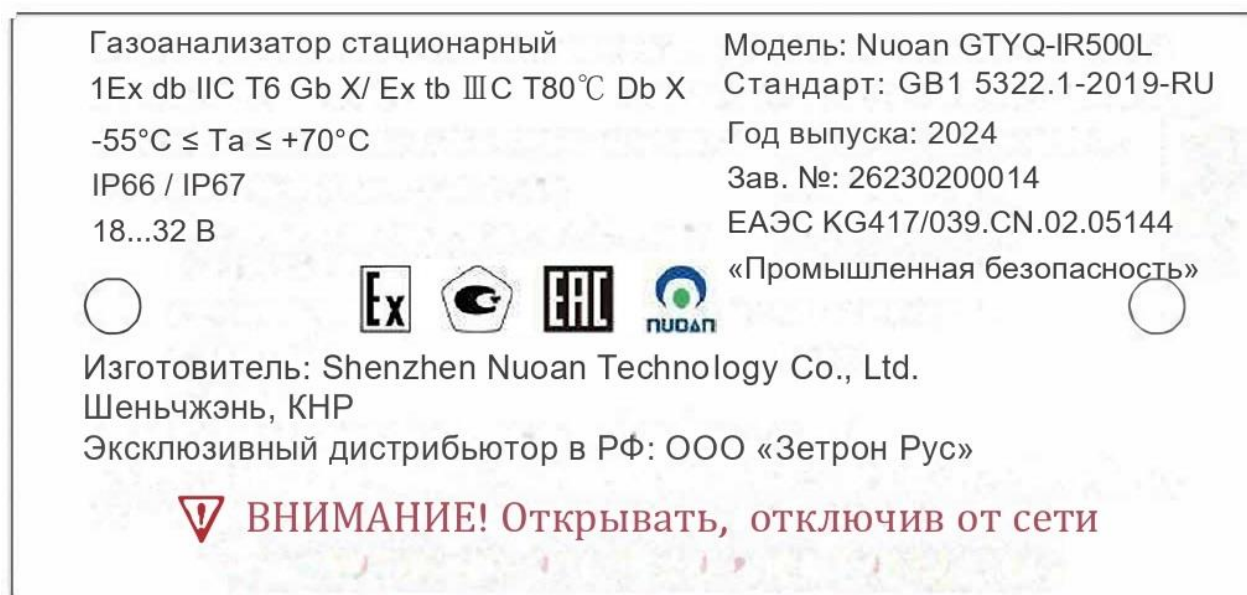 Газоанализатор стационарный
1Ex db IIC T6 Gb X/ Ex tb ⅢC T80℃ Db X
-55°C ≤ Ta ≤ +70°C
IP66 / IP67
18...32 В
Модель: Nuoan GTYQ-IR500L
Стандарт: GB1 5322.1-2019-RU
Год выпуска: 2024
Зав. №: 26230200014
ЕАЭС KG417/039.CN.02.05144
«Промышленная безопасность»
Ex
EAC
NUOAN
Изготовитель: Shenzhen Nuoan Technology Co., Ltd.
Шеньчжэнь, КНР
Эксклюзивный дистрибьютор в РФ: ООО «Зетрон Рус»
ВНИМАНИЕ! Открывать, отключив от сети